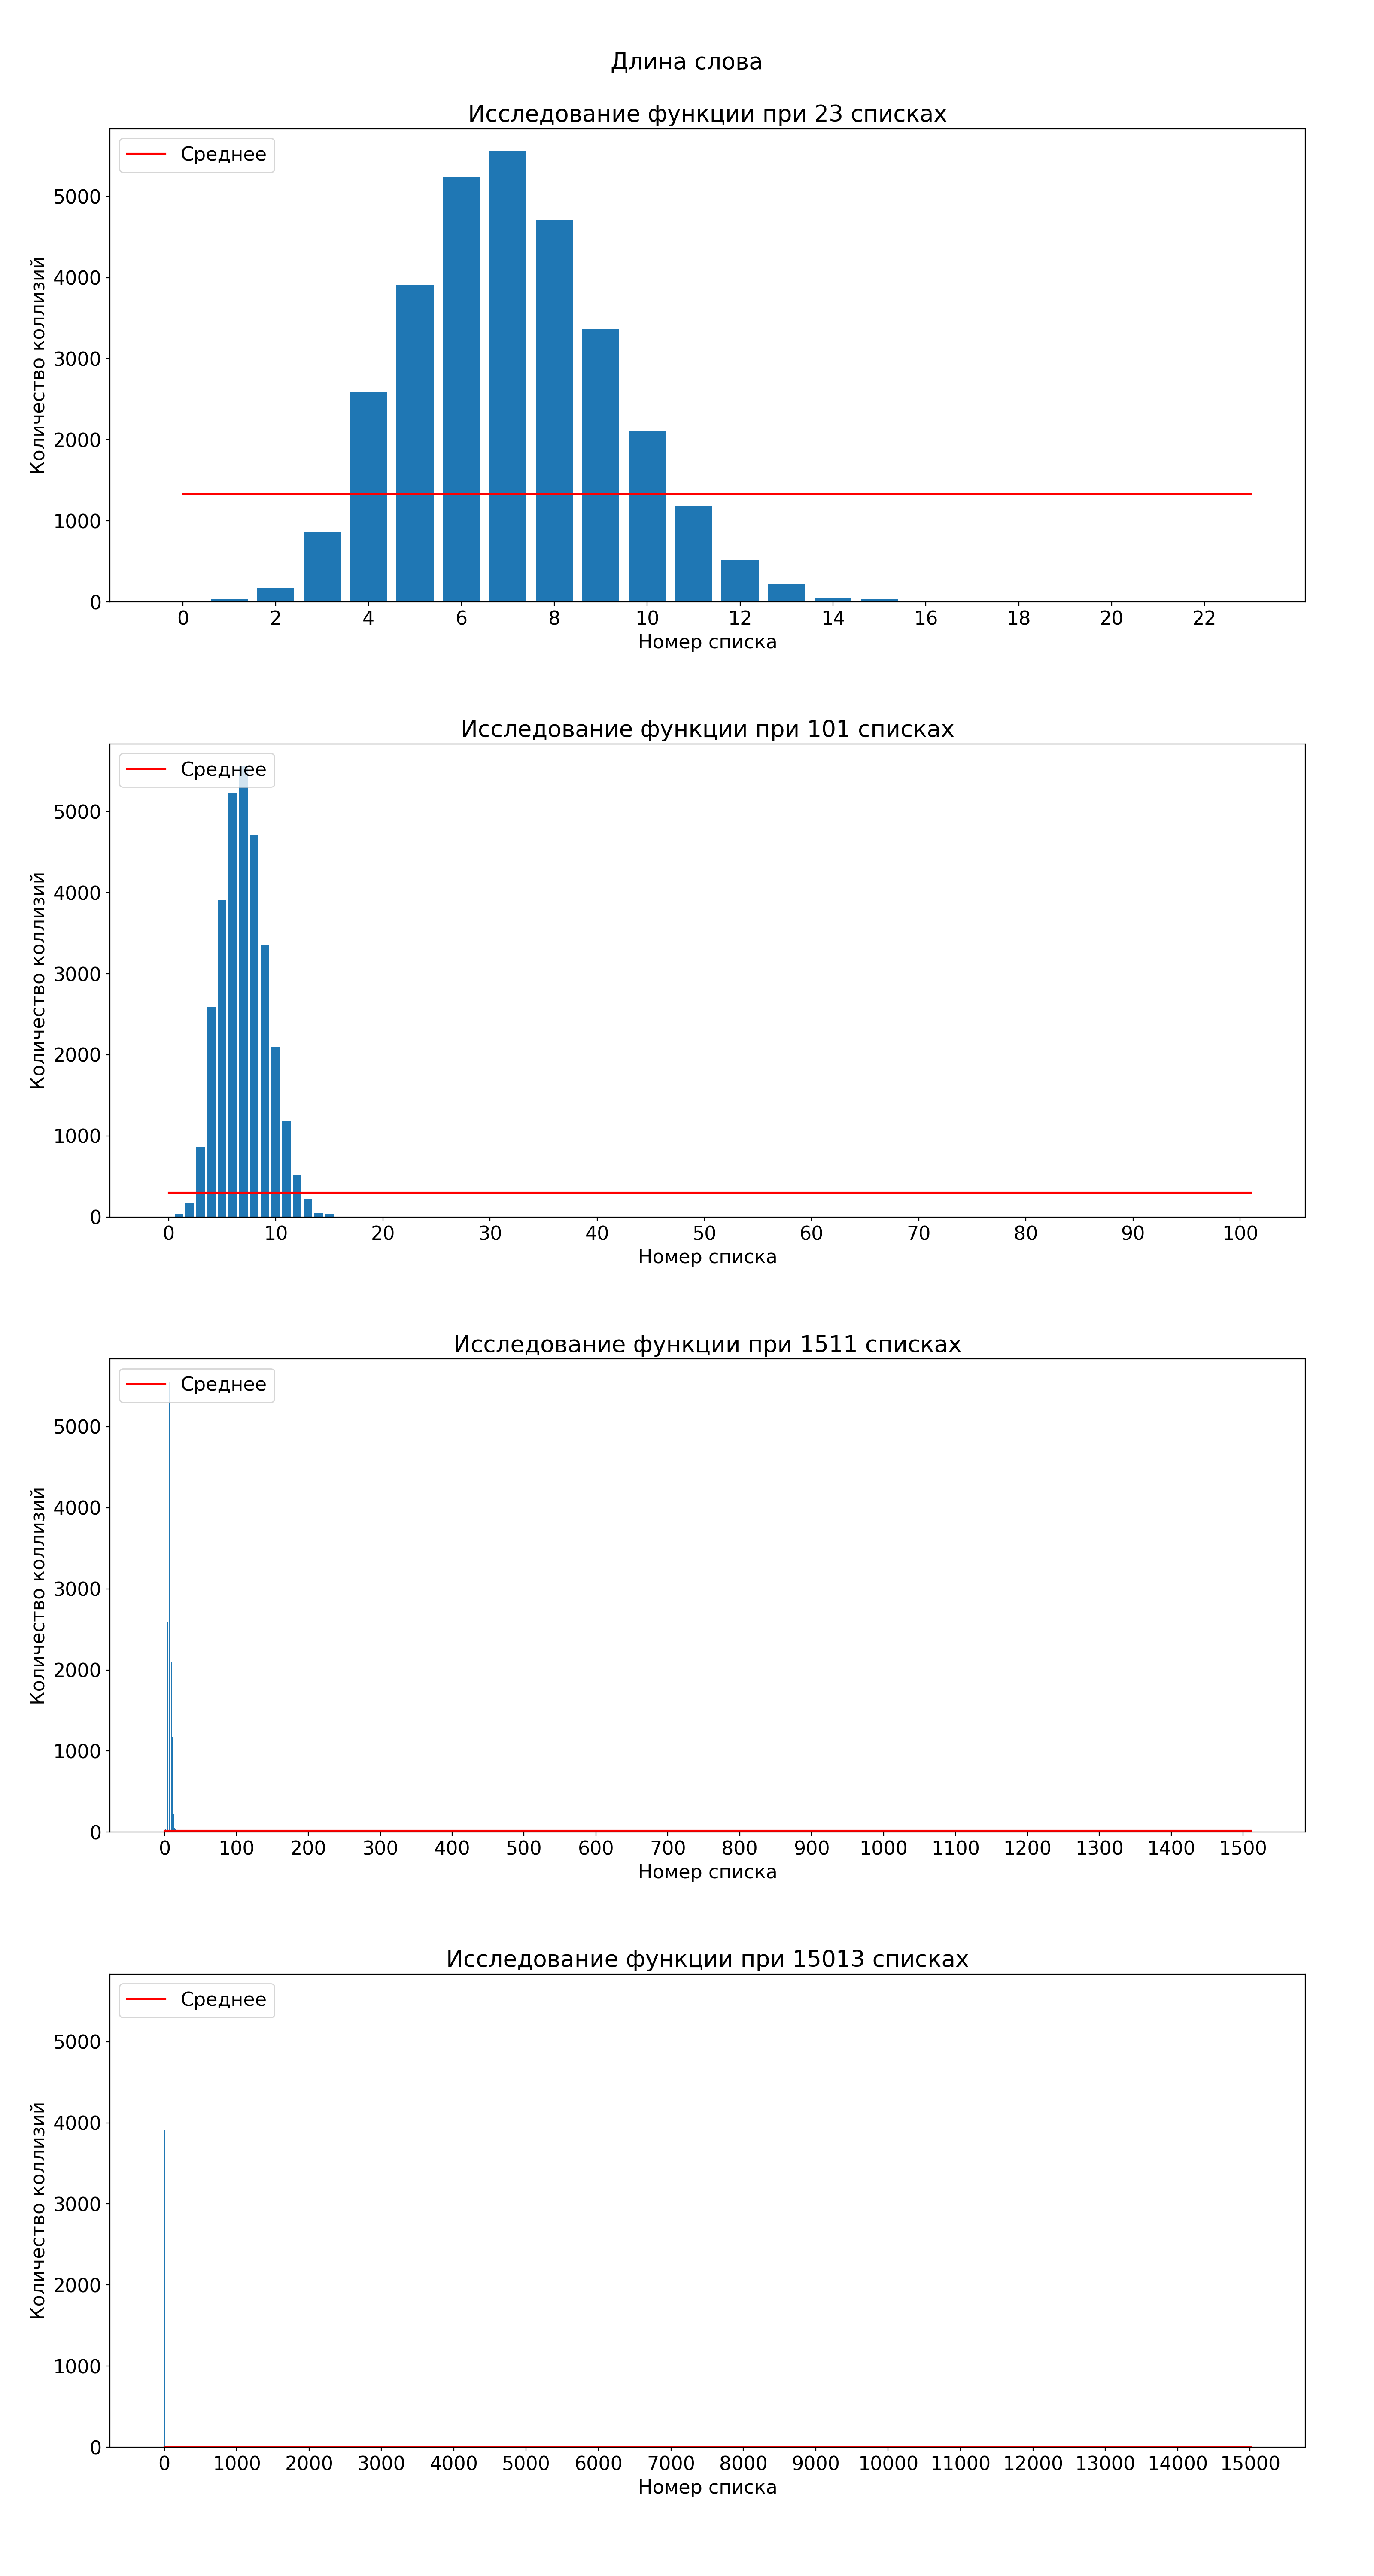 Длина слова
Исследование функции при 23 списках
Среднее
Количество коллизий
5000
4000
3000
2000
1000
0
0 2 4 6 8 10 12 14 16 18 20 22
Номер списка
Исследование функции при 101 списках
Среднее
Количество коллизий
5000
4000
3000
2000
1000
0
0 10 20 30 40 50 60 70 80 90 100
Номер списка
Исследование функции при 1511 списках
Среднее
Количество коллизий
5000
4000
3000
2000
1000
0
0 100 200 300 400 500 600 700 800 900 1000 1100 1200 1300 1400 1500
Номер списка
Исследование функции при 15013 списках
Среднее
Количество коллизий
5000
4000
3000
2000
1000
0
0 1000 2000 3000 4000 5000 6000 7000 8000 9000 10000 11000 12000 13000 14000 15000
Номер списка